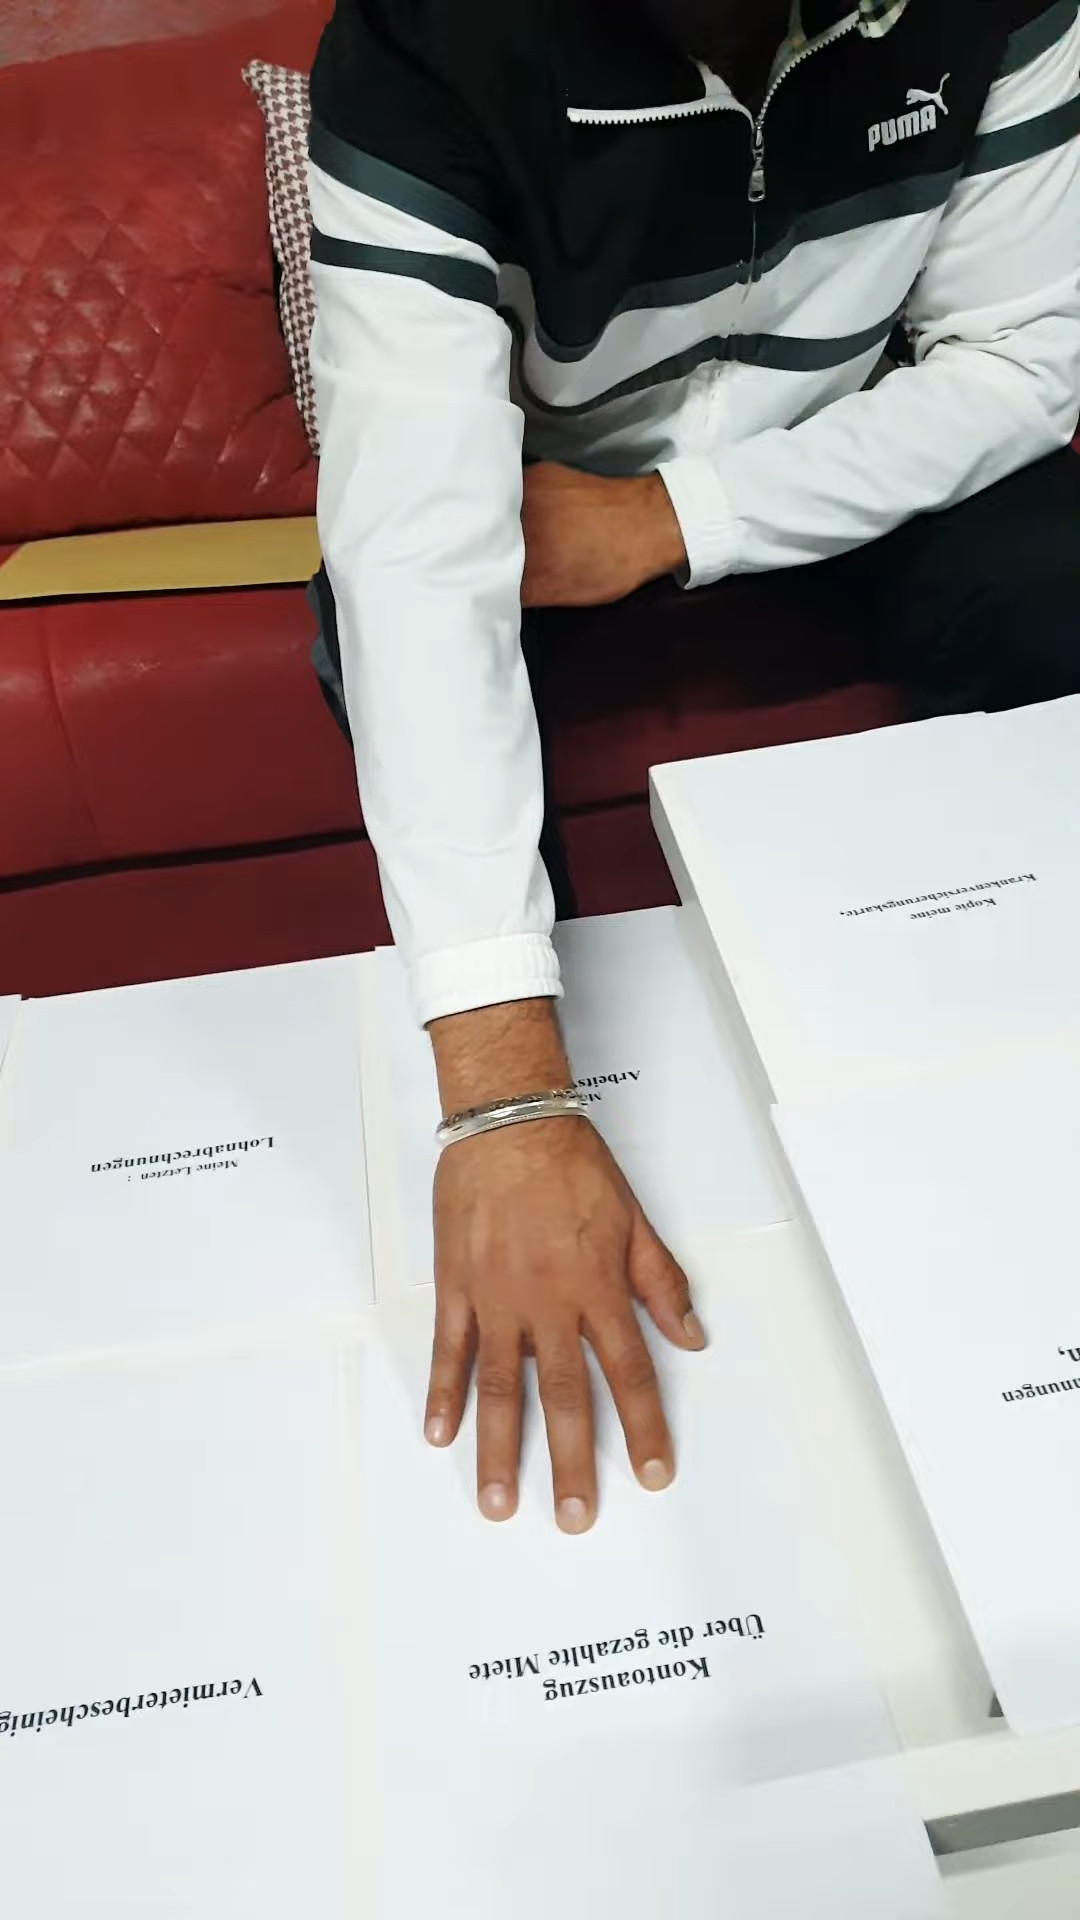 PUMA
Kopie meine
Krankenversicherungskarte,
Meine Letzten :
Lohnabrechnungen
Kontoauszug
Über die gezahlte Miete